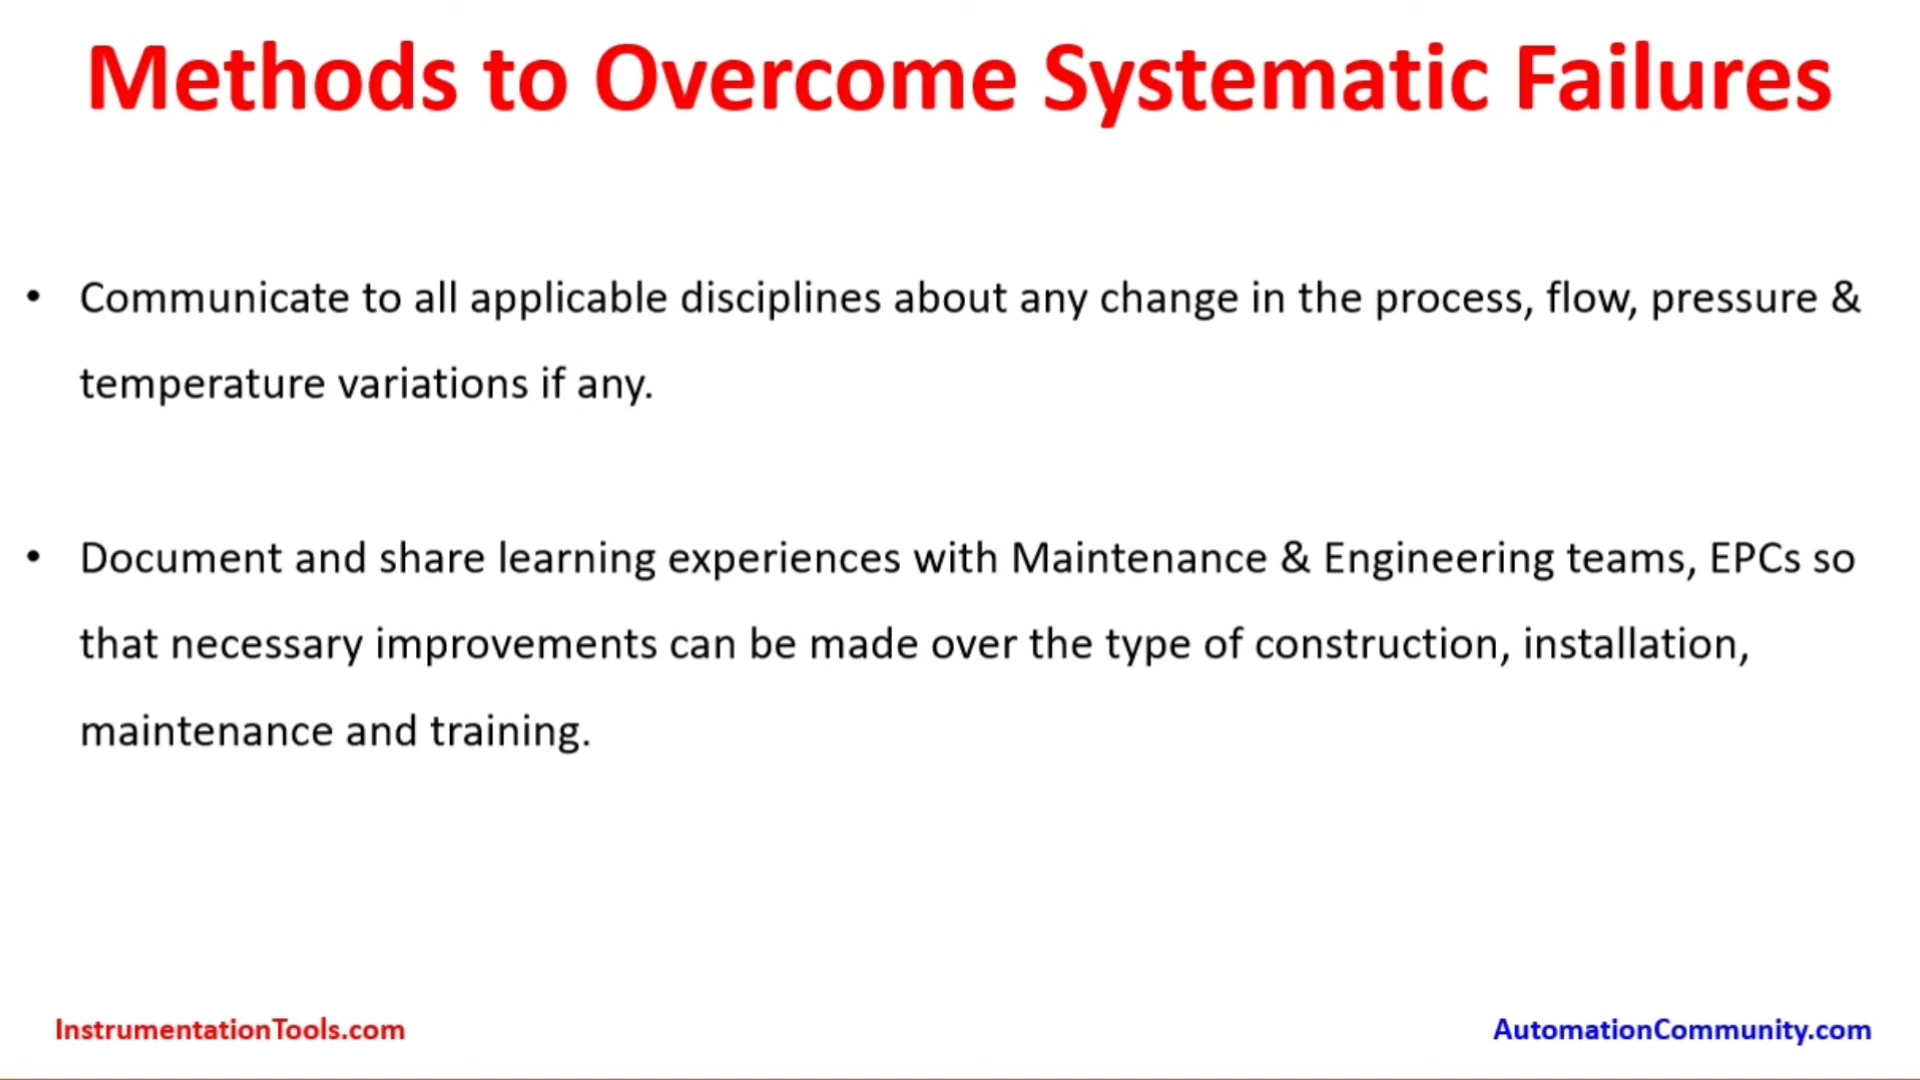 Methods to Overcome Systematic Failures
• Communicate to all applicable disciplines about any change in the process, flow, pressure &
temperature variations if any.
• Document and share learning experiences with Maintenance & Engineering teams, EPCs so
that necessary improvements can be made over the type of construction, installation,
maintenance and training.
InstrumentationTools.com
AutomationCommunity.com